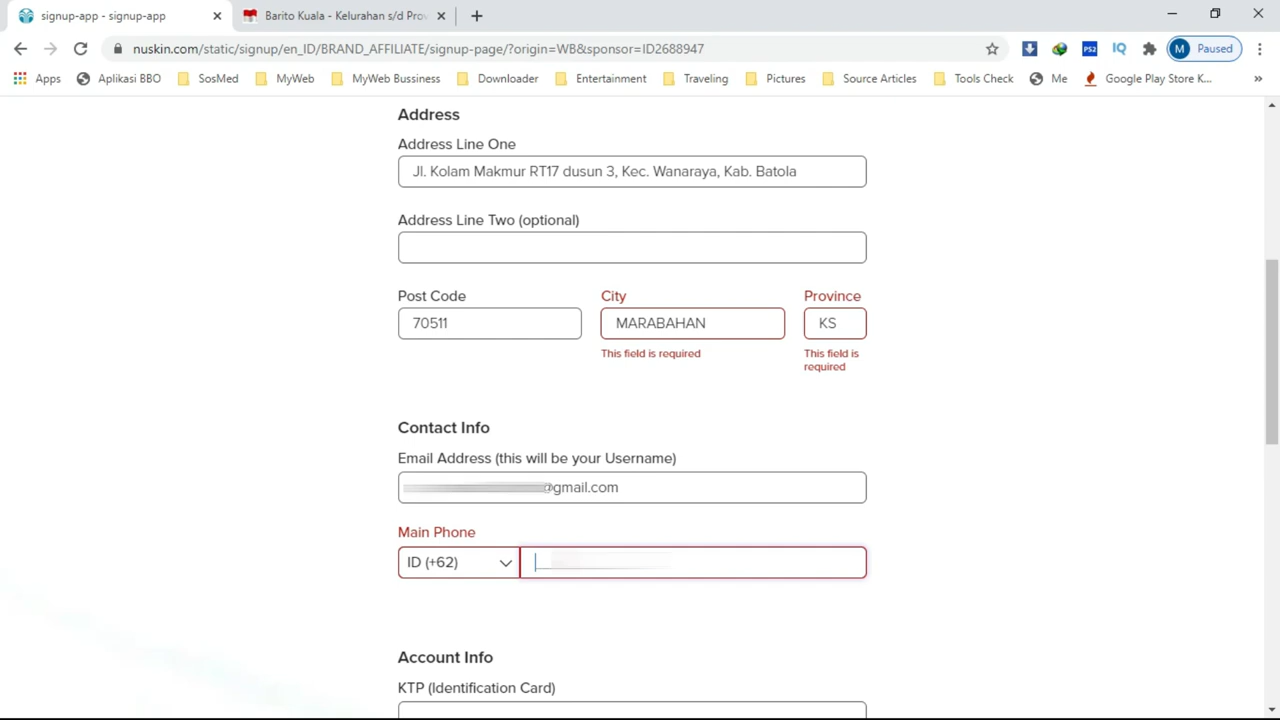 signup-app - signup-app
Barito Kuala - Kelurahan s/d Prov
nuskin.com/static/signup/en_ID/BRAND_AFFILIATE/signup-page/?origin=WB&sponsor=ID2688947
PS2
IQ
M Paused
Apps
Aplikasi BBO
SosMed
MyWeb
MyWeb Bussiness
Downloader
Entertainment
Traveling
Pictures
Source Articles
Tools Check
Me
Google Play Store K...
»
Address
Address Line One
Jl. Kolam Makmur RT17 dusun 3, Kec. Wanaraya, Kab. Batola
Address Line Two (optional)
Post Code City Province
70511 MARABAHAN KS
This field is required This field is
required
Contact Info
Email Address (this will be your Username)
@gmail.com
Main Phone
ID (+62)
Account Info
KTP (Identification Card)